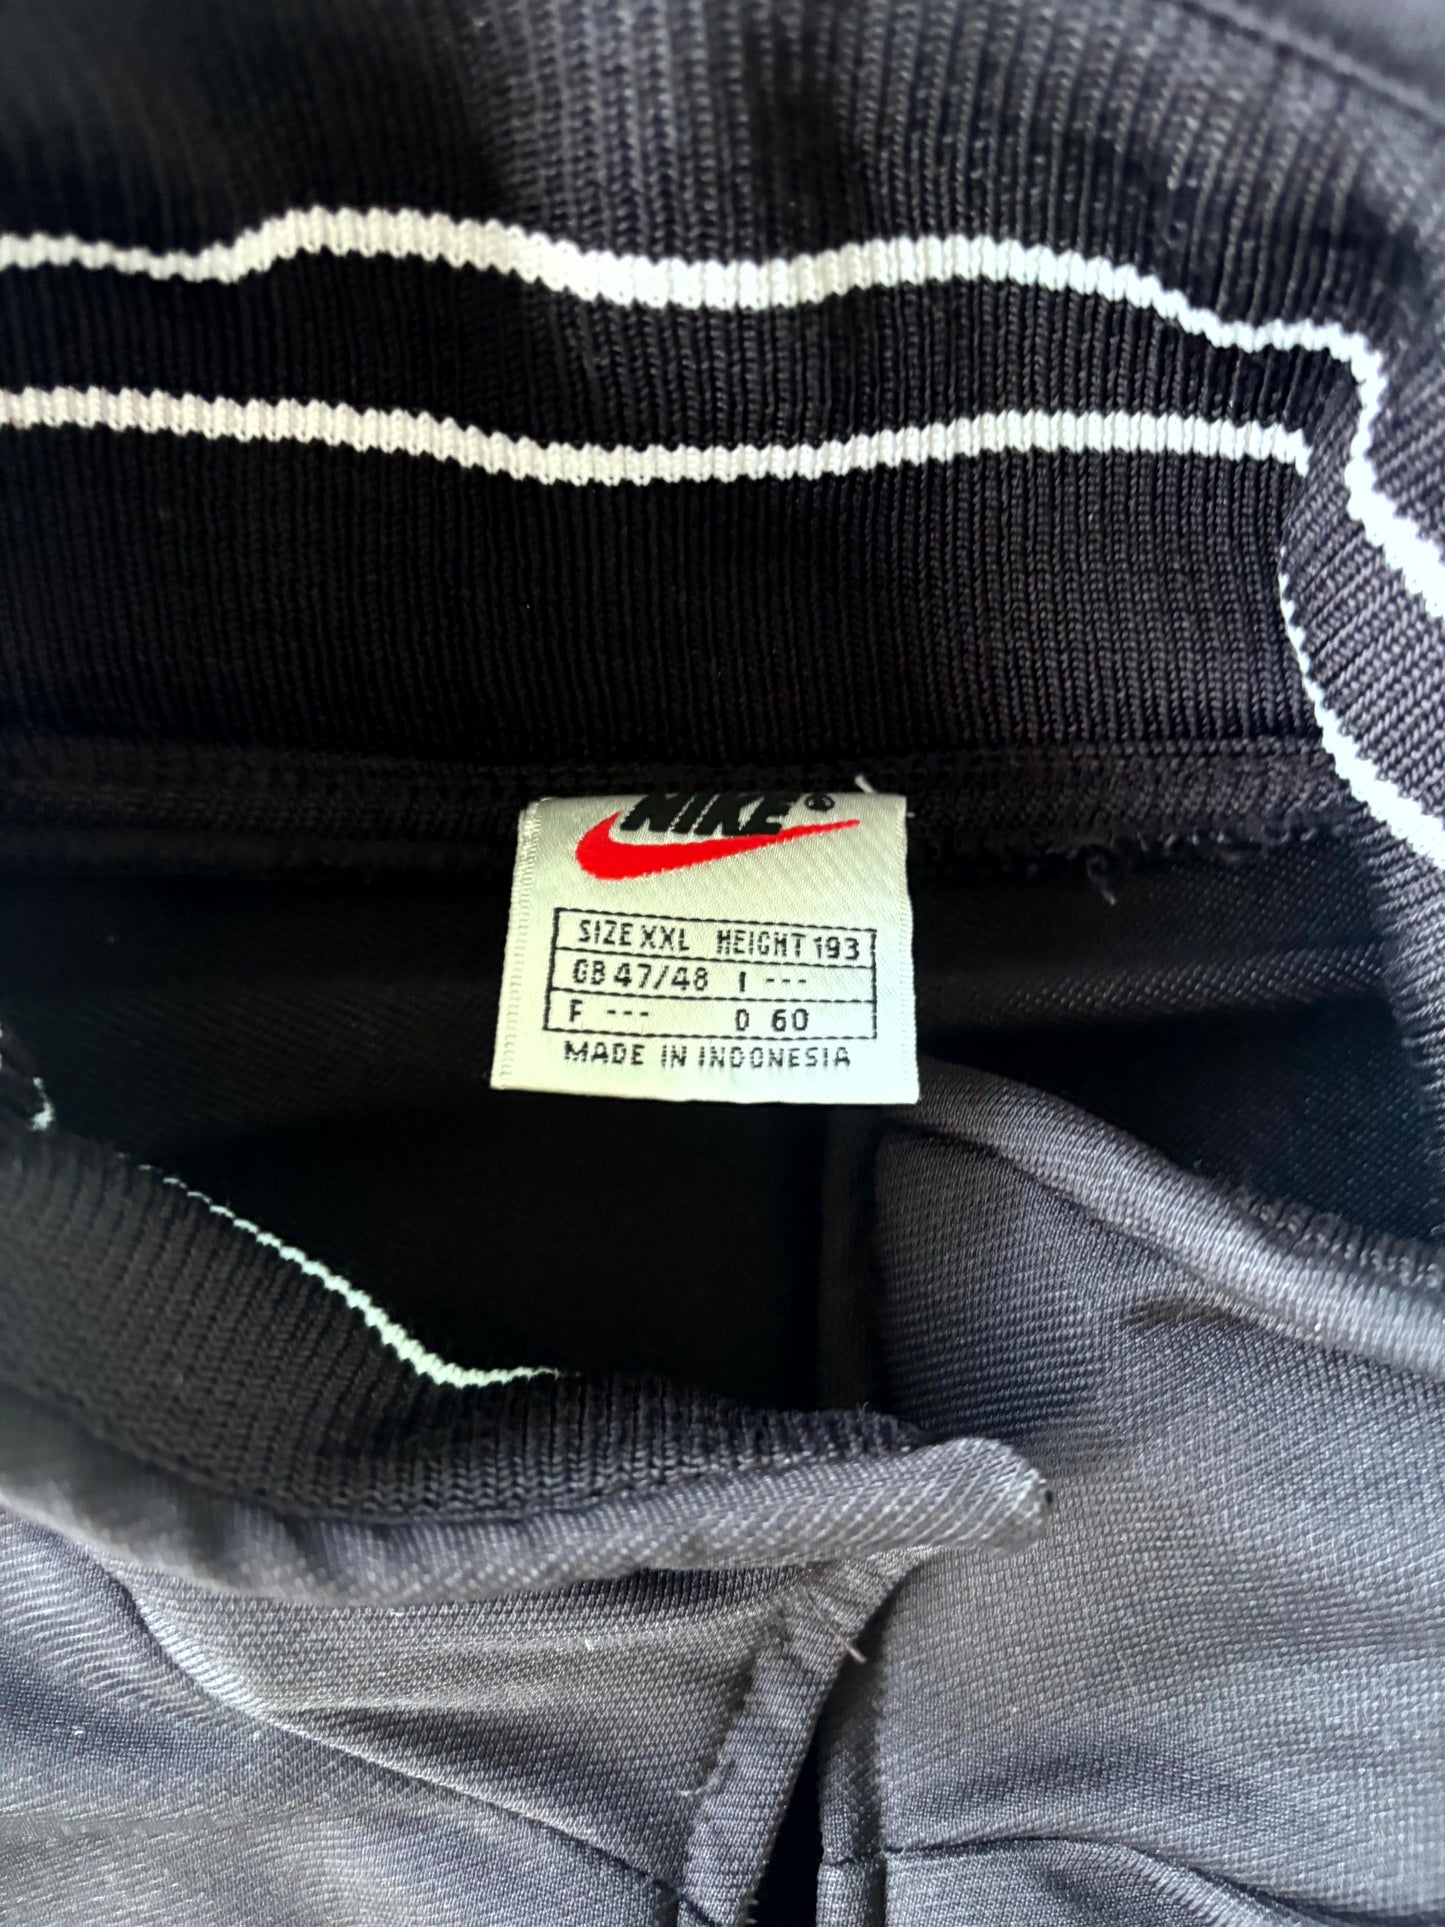 NIKE®
SIZE XXL HEIGHT 193
GB 47/48 I ---
F --- D 60
MADE IN INDONESIA